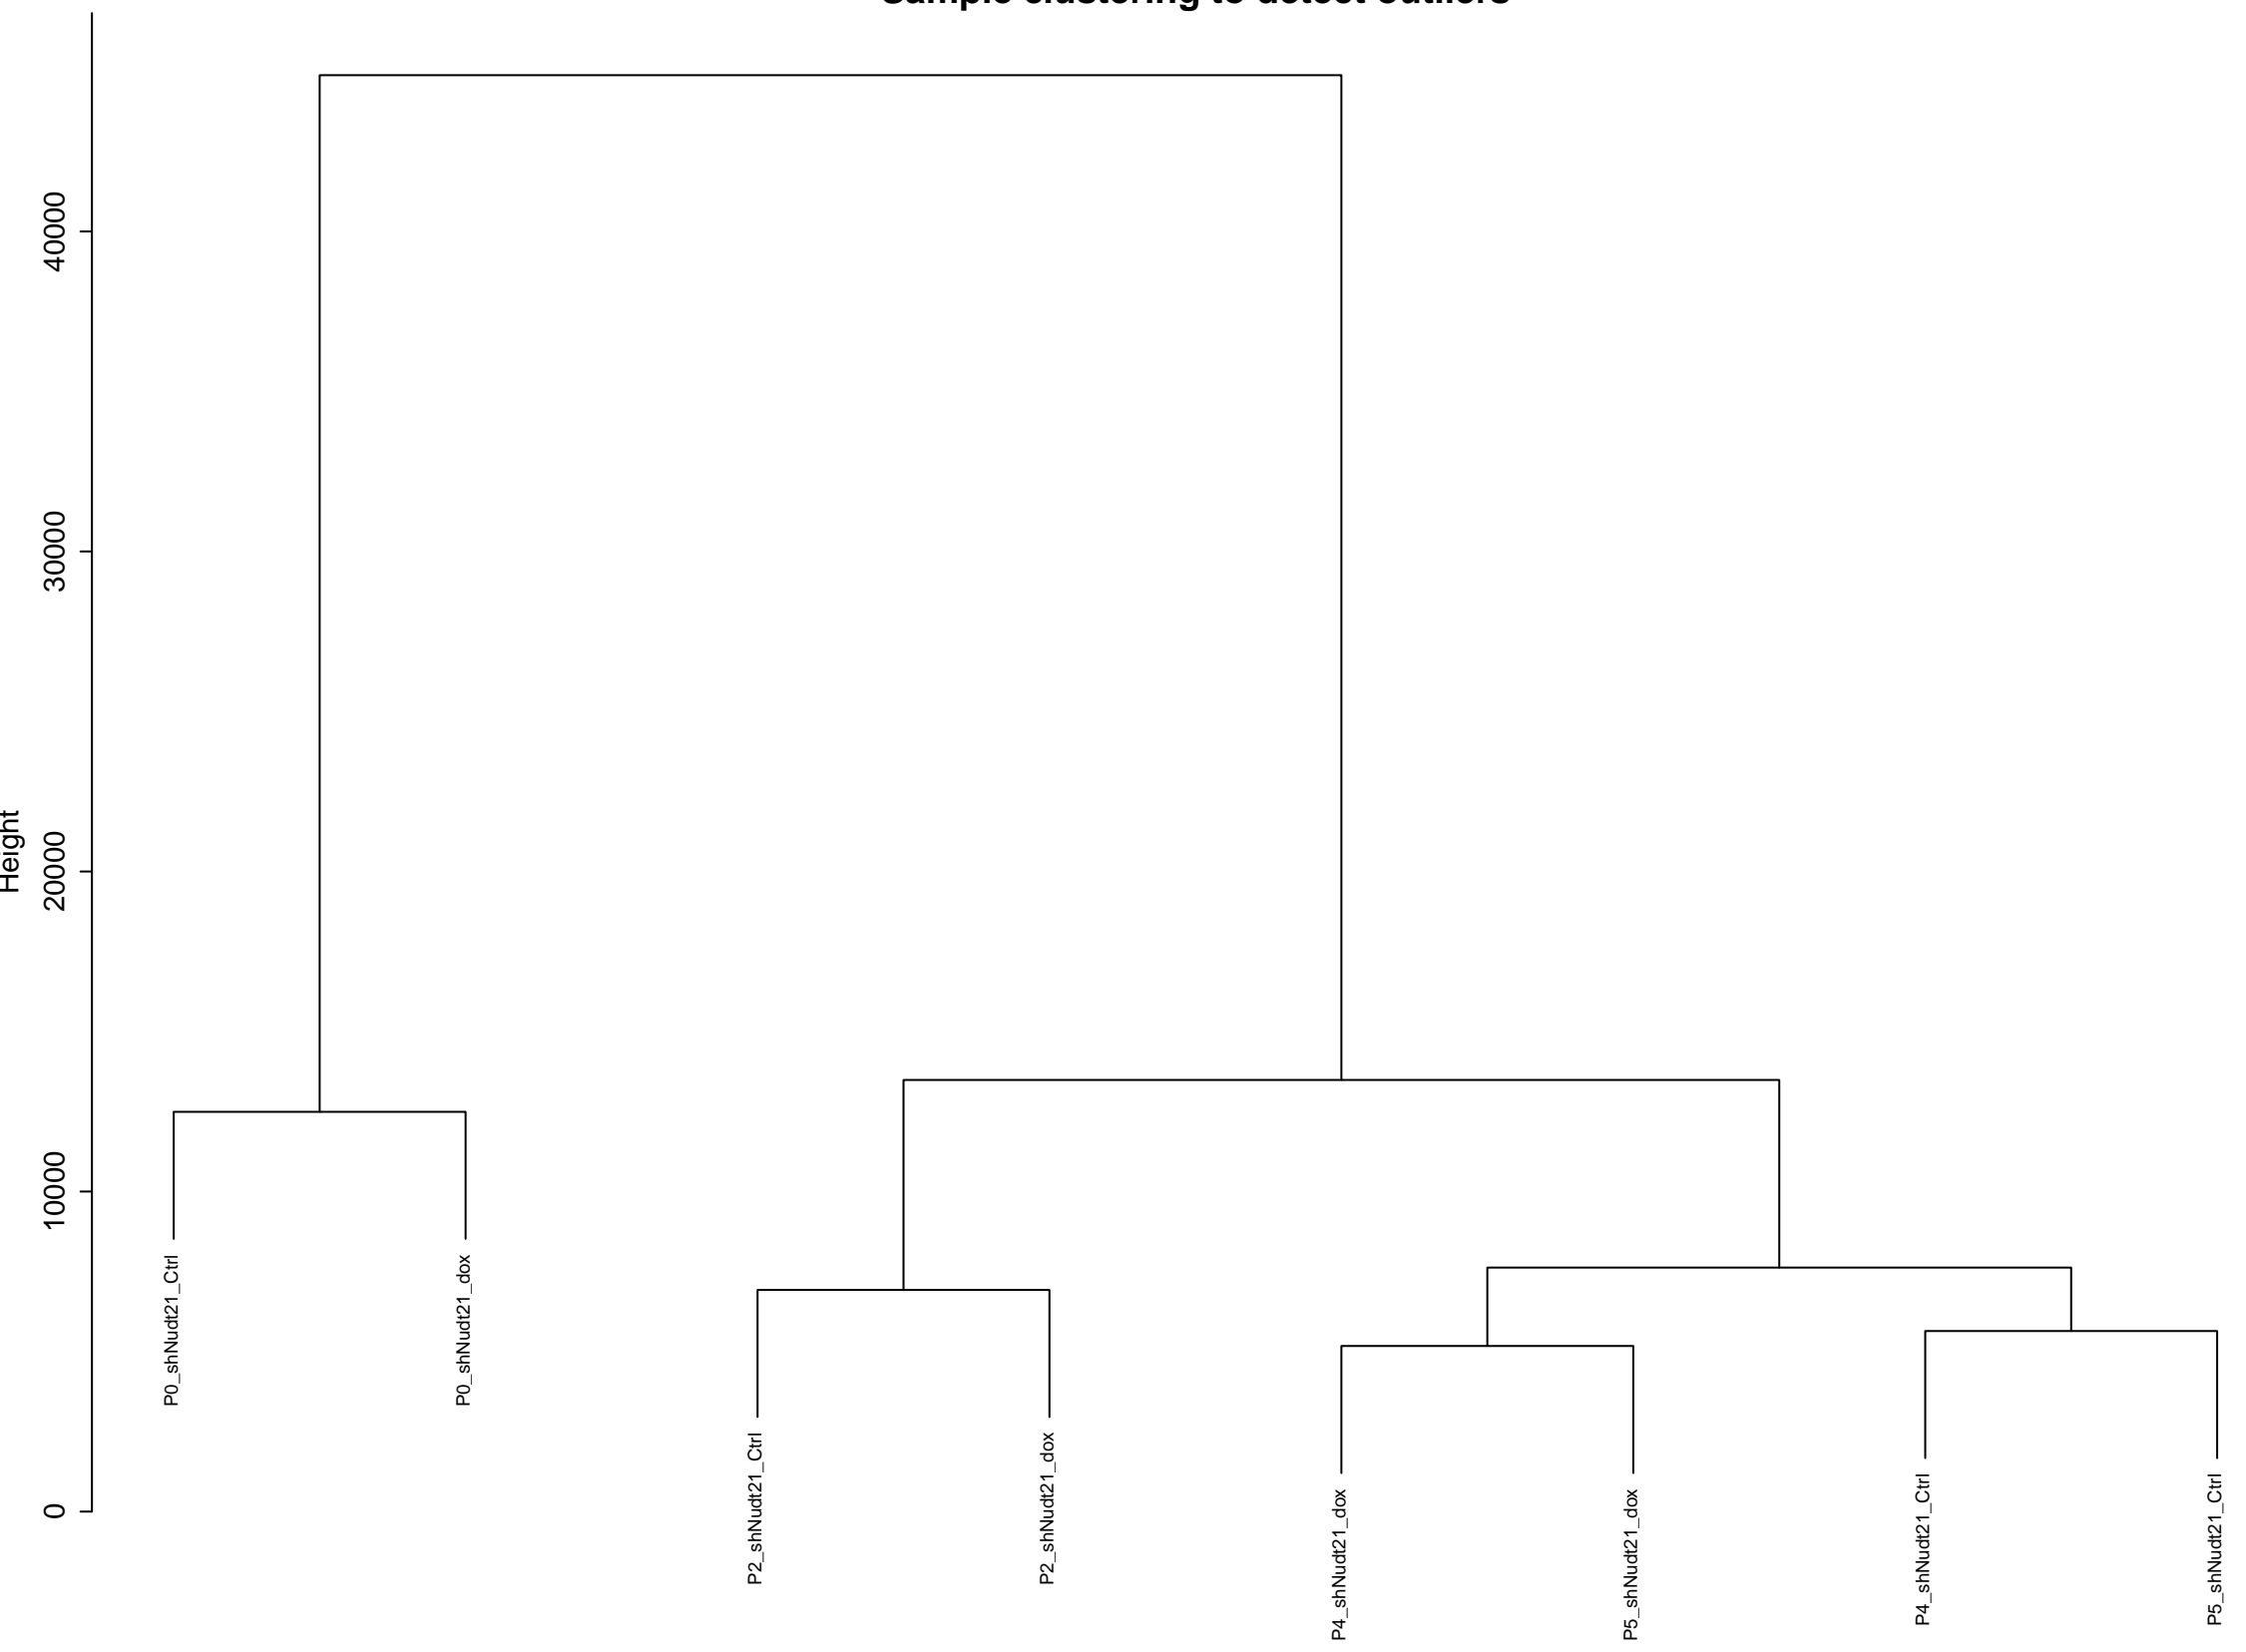 Sample clustering to detect outliers
Height
40000
30000
20000
10000
0
P0_shNudt21_Ctrl
P0_shNudt21_dox
P2_shNudt21_Ctrl
P2_shNudt21_dox
P4_shNudt21_dox
P5_shNudt21_dox
P4_shNudt21_Ctrl
P5_shNudt21_Ctrl